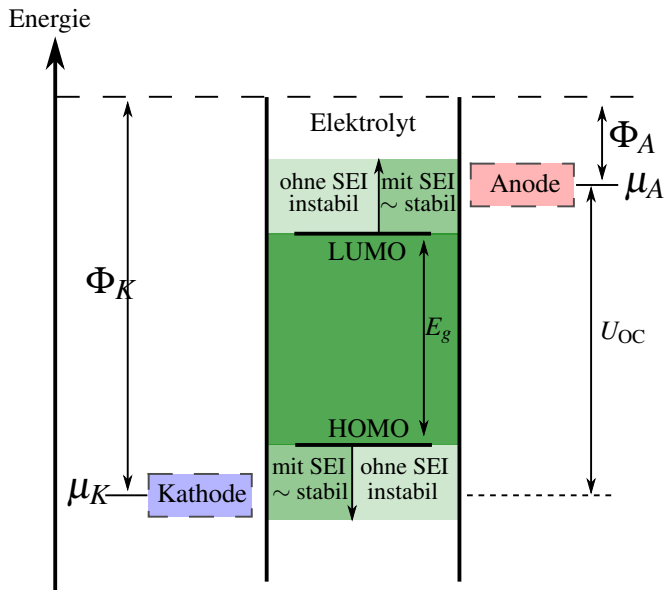 Energie
Elektrolyt
Φ_A
ohne SEI mit SEI
instabil ~ stabil
Anode
μ_A
LUMO
Φ_K
E_g
U_OC
HOMO
mit SEI ohne SEI
~ stabil instabil
μ_K
Kathode